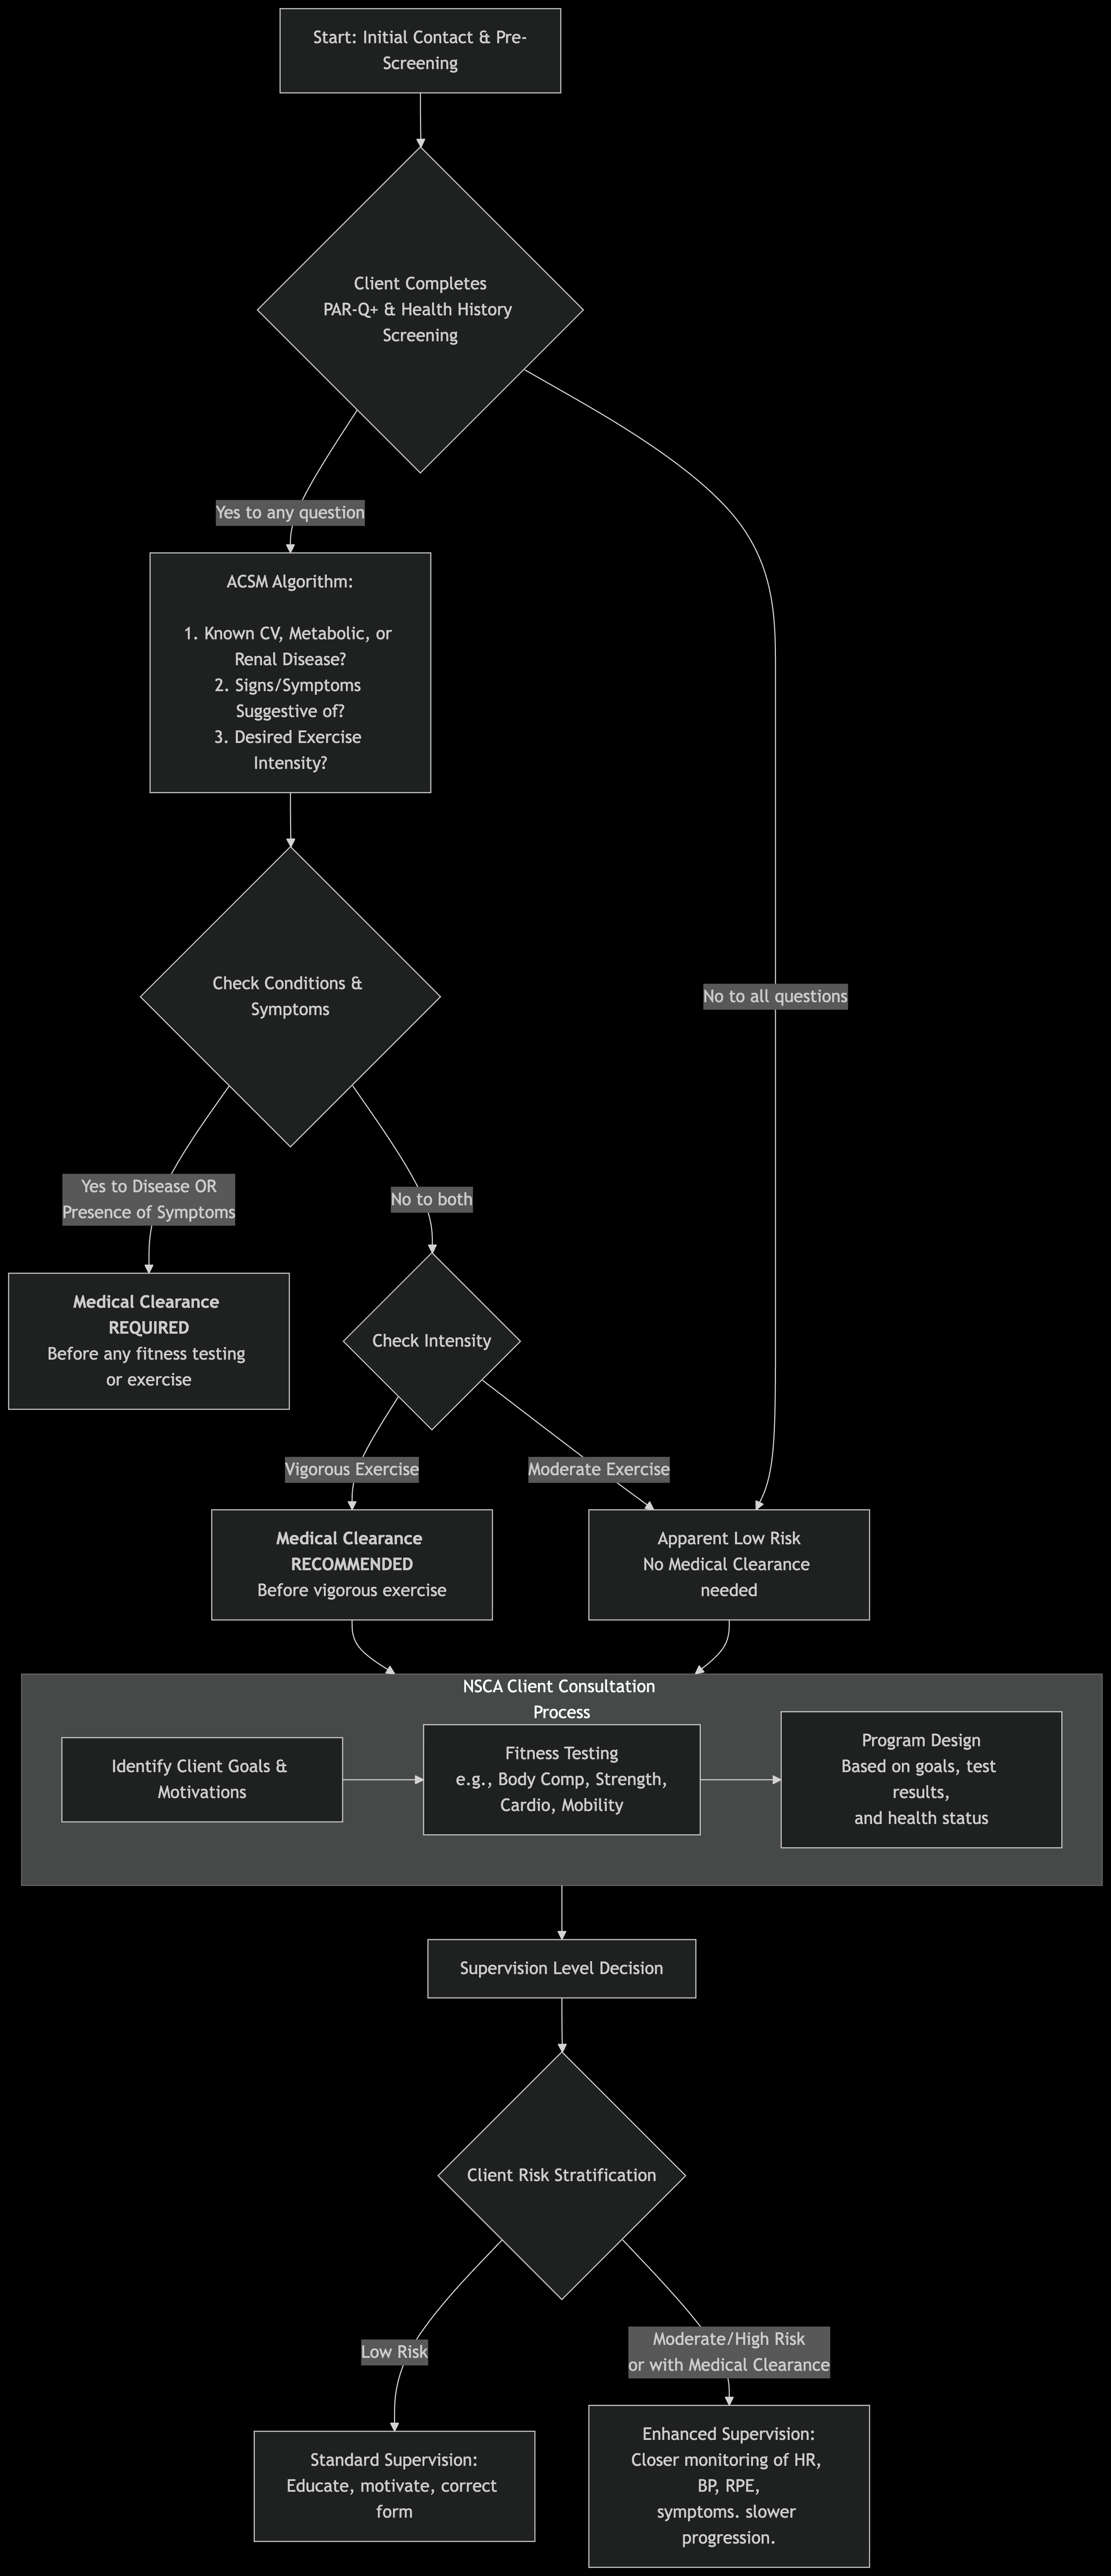 Start: Initial Contact & Pre-
Screening
Client Completes
PAR-Q+ & Health History
Screening
Yes to any question
ACSM Algorithm:
1. Known CV, Metabolic, or
Renal Disease?
2. Signs/Symptoms
Suggestive of?
3. Desired Exercise
Intensity?
Check Conditions &
Symptoms
No to all questions
Yes to Disease OR
Presence of Symptoms
No to both
Medical Clearance
REQUIRED
Before any fitness testing
or exercise
Check Intensity
Vigorous Exercise
Moderate Exercise
Medical Clearance
RECOMMENDED
Before vigorous exercise
Apparent Low Risk
No Medical Clearance
needed
NSCA Client Consultation
Process
Identify Client Goals &
Motivations
Fitness Testing
e.g., Body Comp, Strength,
Cardio, Mobility
Program Design
Based on goals, test
results,
and health status
Supervision Level Decision
Client Risk Stratification
Low Risk
Moderate/High Risk
or with Medical Clearance
Standard Supervision:
Educate, motivate, correct
form
Enhanced Supervision:
Closer monitoring of HR,
BP, RPE,
symptoms. slower
progression.